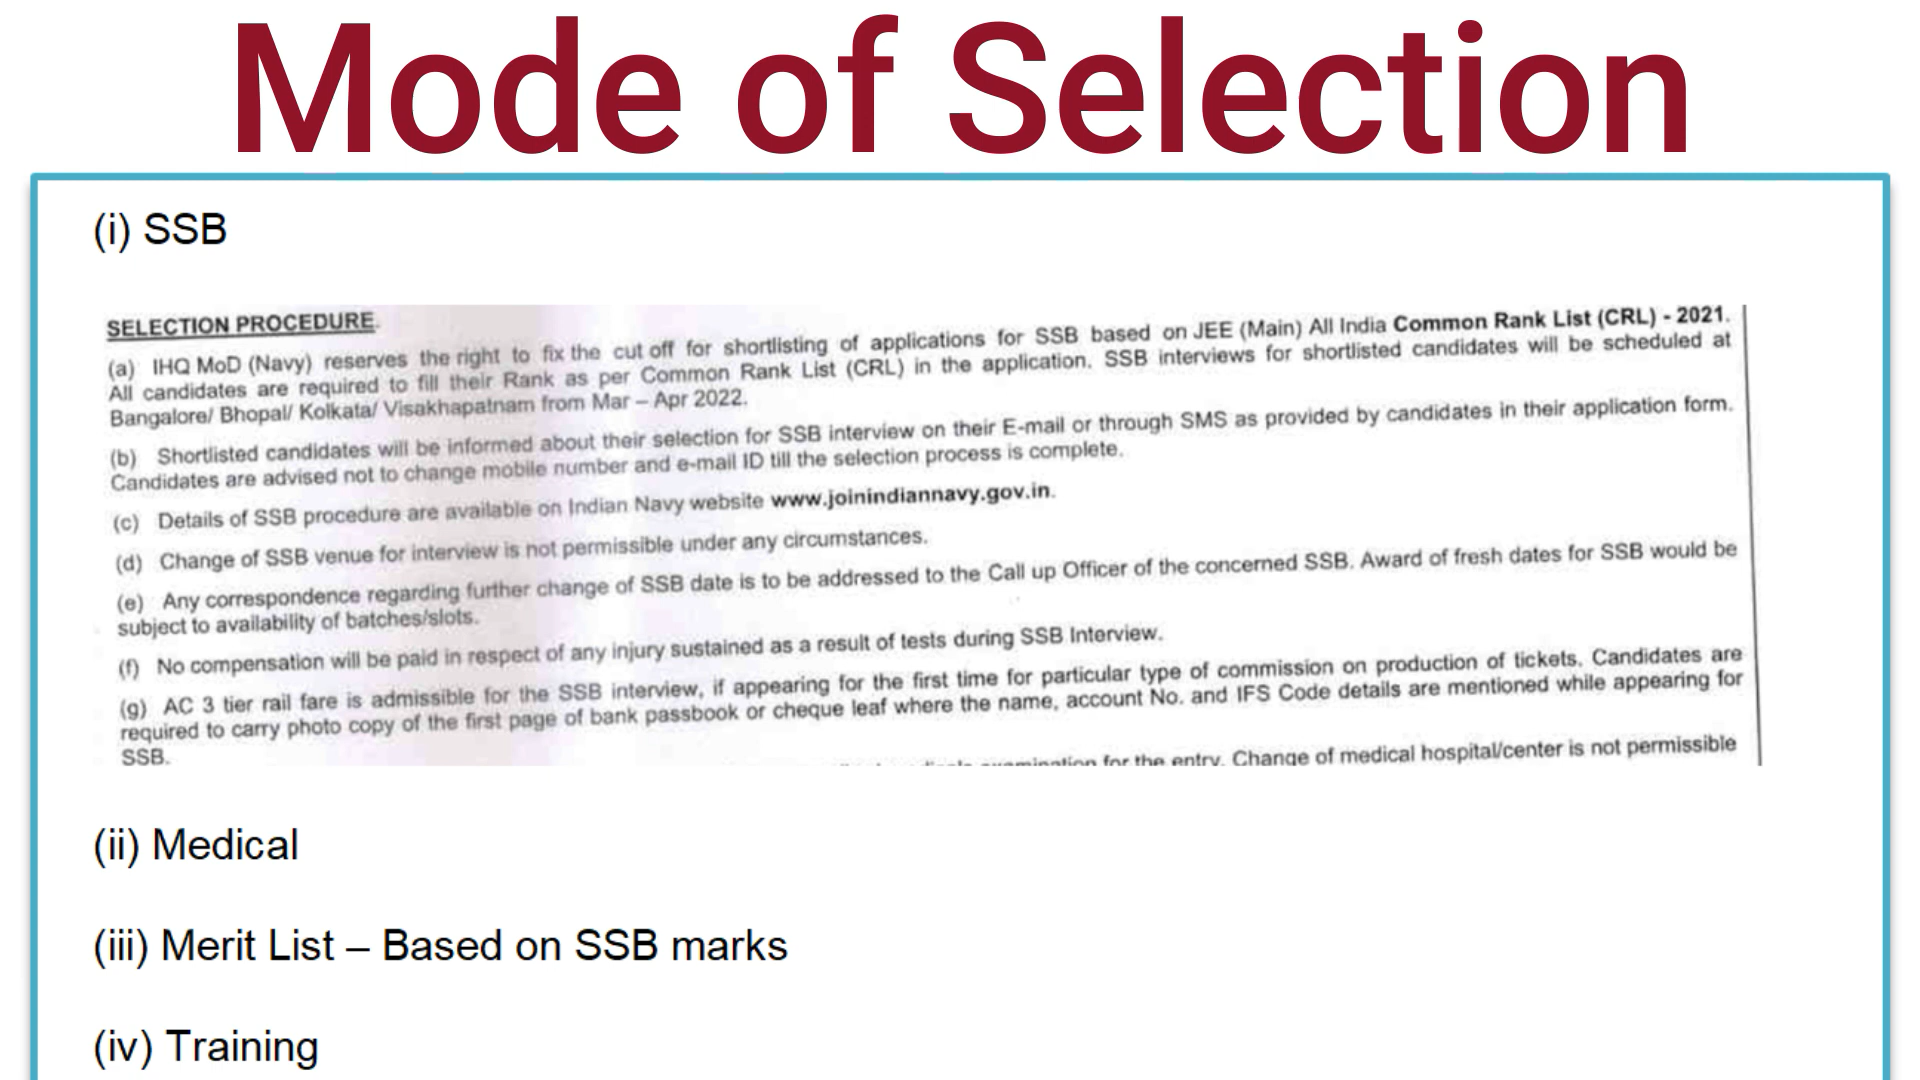 Mode of Selection
(i) SSB
SELECTION PROCEDURE.
(a) IHQ MoD (Navy) reserves the right to fix the cut off for shortlisting of applications for SSB based on JEE (Main) All India Common Rank List (CRL) - 2021.
All candidates are required to fill their Rank as per Common Rank List (CRL) in the application. SSB interviews for shortlisted candidates will be scheduled at
Bangalore/ Bhopal/ Kolkata/ Visakhapatnam from Mar – Apr 2022.
(b) Shortlisted candidates will be informed about their selection for SSB interview on their E-mail or through SMS as provided by candidates in their application form.
Candidates are advised not to change mobile number and e-mail ID till the selection process is complete.
(c) Details of SSB procedure are available on Indian Navy website www.joinindiannavy.gov.in.
(d) Change of SSB venue for interview is not permissible under any circumstances.
(e) Any correspondence regarding further change of SSB date is to be addressed to the Call up Officer of the concerned SSB. Award of fresh dates for SSB would be
subject to availability of batches/slots.
(f) No compensation will be paid in respect of any injury sustained as a result of tests during SSB Interview.
(g) AC 3 tier rail fare is admissible for the SSB interview, if appearing for the first time for particular type of commission on production of tickets. Candidates are
required to carry photo copy of the first page of bank passbook or cheque leaf where the name, account No. and IFS Code details are mentioned while appearing for
SSB.
for the entry. Change of medical hospital/center is not permissible
(ii) Medical
(iii) Merit List – Based on SSB marks
(iv) Training